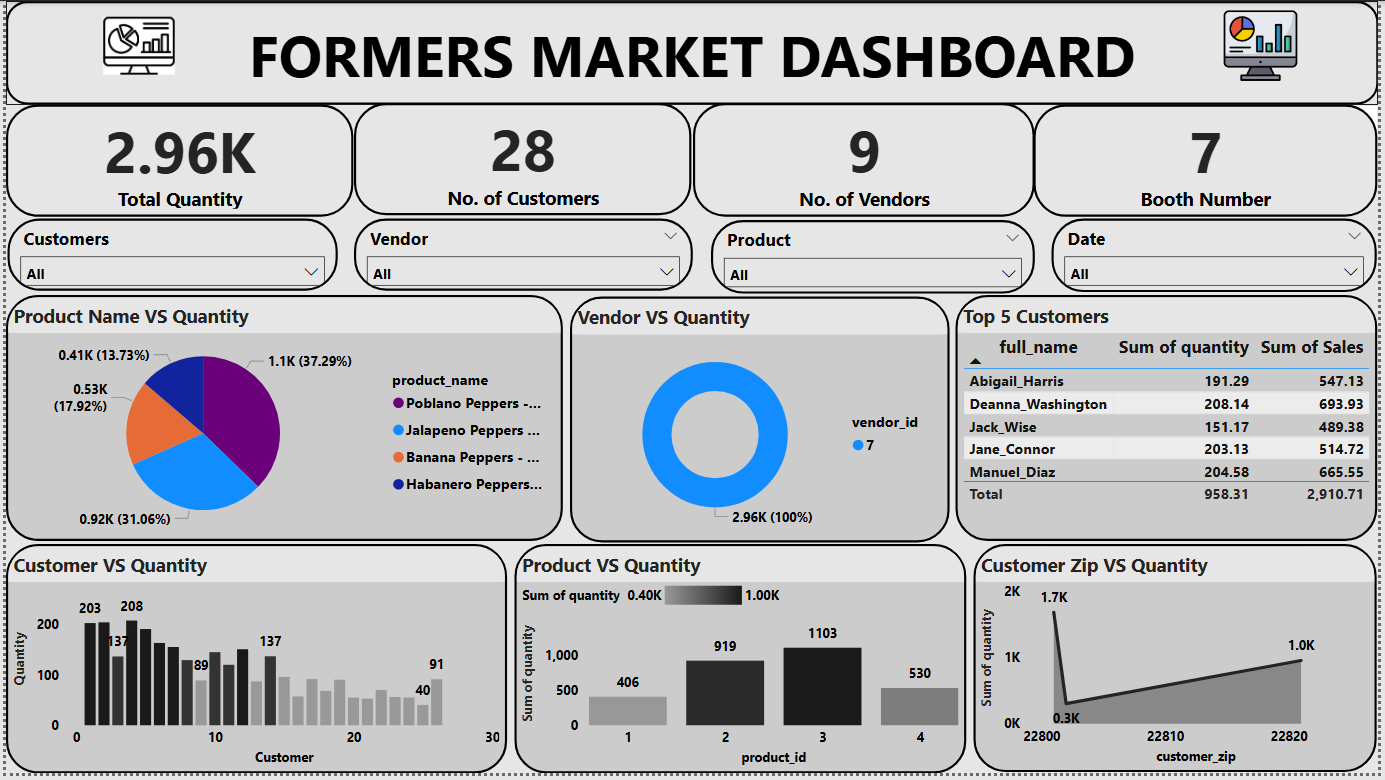 FORMERS MARKET DASHBOARD
2.96K
Total Quantity
28
No. of Customers
9
No. of Vendors
7
Booth Number
Customers
All
Vendor
All
Product
All
Date
All
Product Name VS Quantity
0.41K (13.73%)
1.1K (37.29%)
0.53K
(17.92%)
0.92K (31.06%)
product_name
Poblano Peppers -...
Jalapeno Peppers ...
Banana Peppers - ...
Habanero Peppers...
Vendor VS Quantity
2.96K (100%)
vendor_id
7
Top 5 Customers
full_name Sum of quantity Sum of Sales
Abigail_Harris 191.29 547.13
Deanna_Washington 208.14 693.93
Jack_Wise 151.17 489.38
Jane_Connor 203.13 514.72
Manuel_Diaz 204.58 665.55
Total 958.31 2,910.71
Customer VS Quantity
Quantity
200
100
0
203
137
208
89
137
40
91
0 10 20 30
Customer
Product VS Quantity
Sum of quantity 0.40K 1.00K
Sum of quantity
1,000
500
0
406
919
1103
530
1 2 3 4
product_id
Customer Zip VS Quantity
Sum of quantity
2K
1K
0K
1.7K
0.3K
1.0K
22800 22810 22820
customer_zip